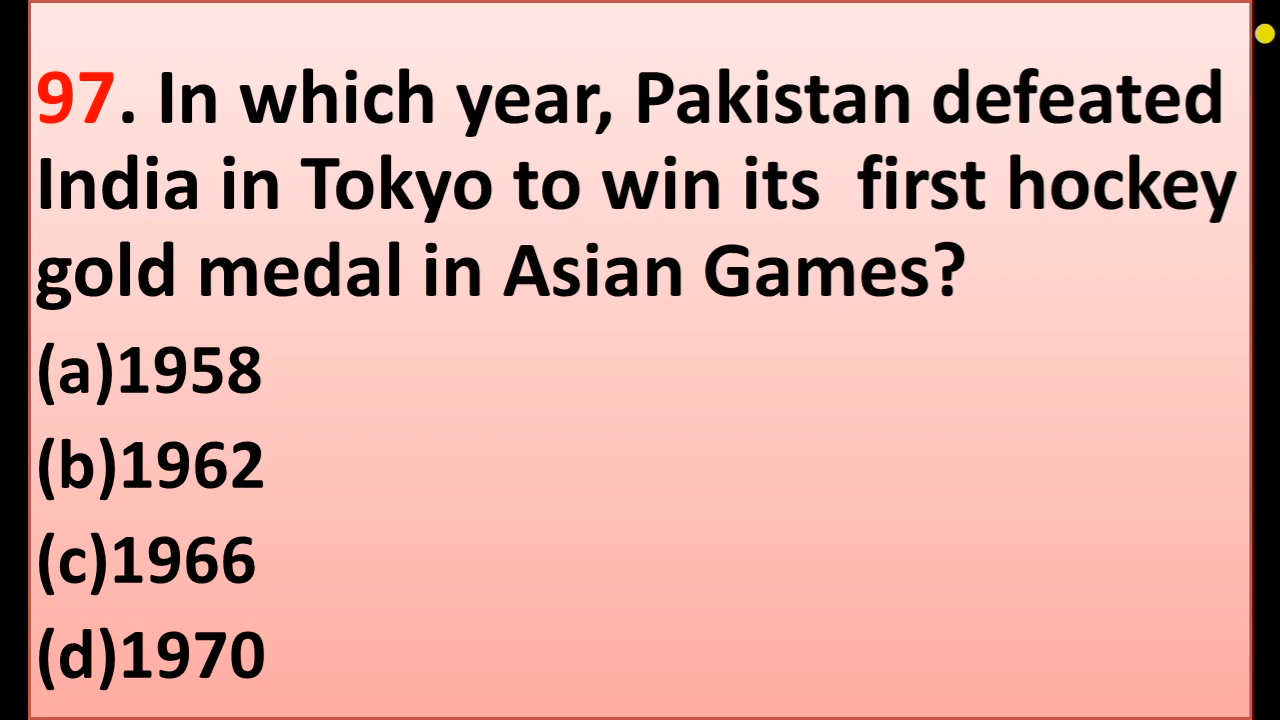 97. In which year, Pakistan defeated
India in Tokyo to win its  first hockey
gold medal in Asian Games?
(a)1958
(b)1962
(c)1966
(d)1970